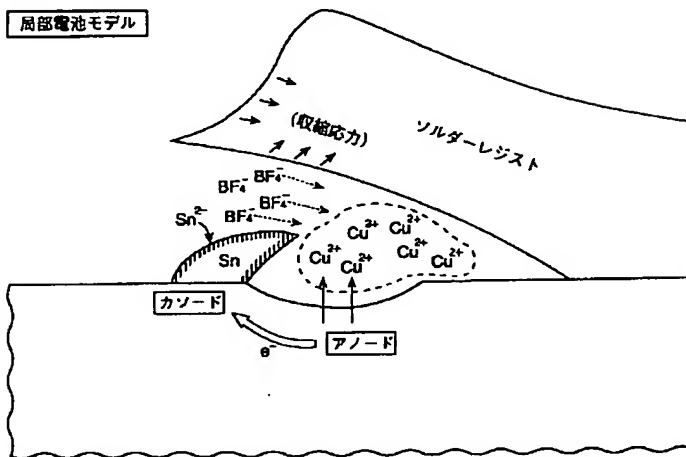 局部電池モデル
(収縮応力)
ソルダーレジスト
BF₄⁻ BF₄⁻
BF₄⁻
BF₄⁻
Sn²⁻
Sn
Cu²⁺
Cu²⁺
Cu²⁺
Cu²⁺
Cu²⁺
Cu²⁺
カソード
アノード
e⁻